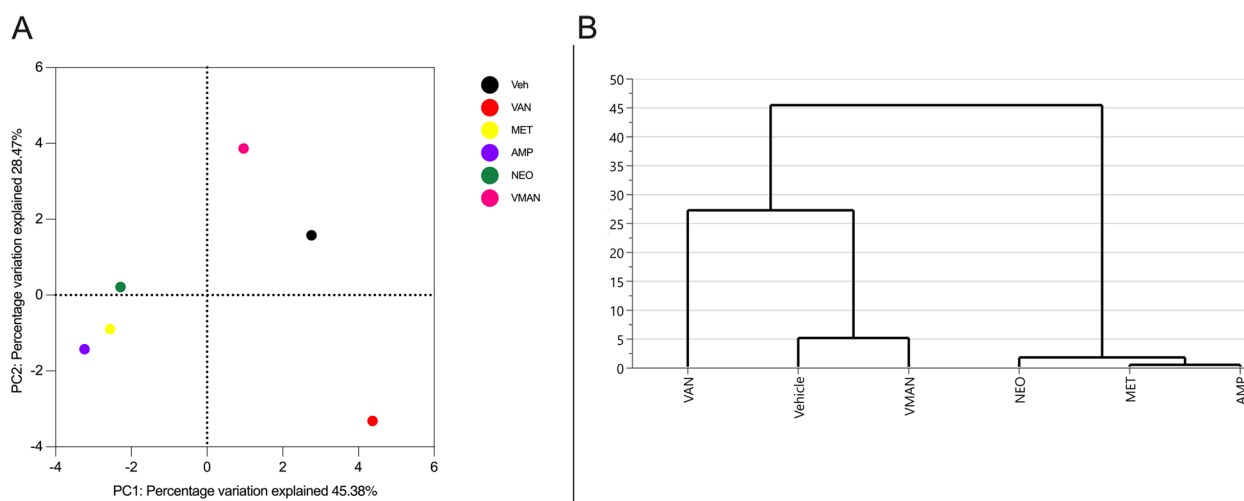 A
PC2: Percentage variation explained 28.47%
6
4
2
0
-2
-4
-4
-2
0
2
4
6
PC1: Percentage variation explained 45.38%
Veh
VAN
MET
AMP
NEO
VMAN
B
50
45
40
35
30
25
20
15
10
5
0
VAN
Vehicle
VMAN
NEO
MET
AMP